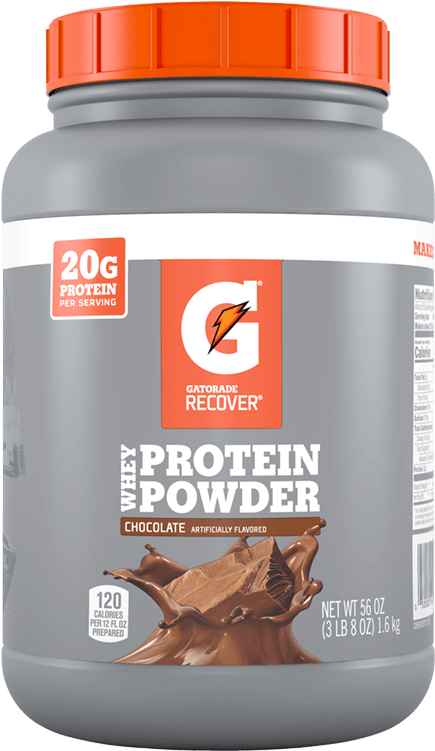 20G
PROTEIN
PER SERVING
G
GATORADE
RECOVER®
WHEY
PROTEIN
POWDER
CHOCOLATE ARTIFICIALLY FLAVORED
120
CALORIES
PER 12 FL OZ
PREPARED
NET WT 56 OZ
(3 LB 8 OZ) 1.6 kg